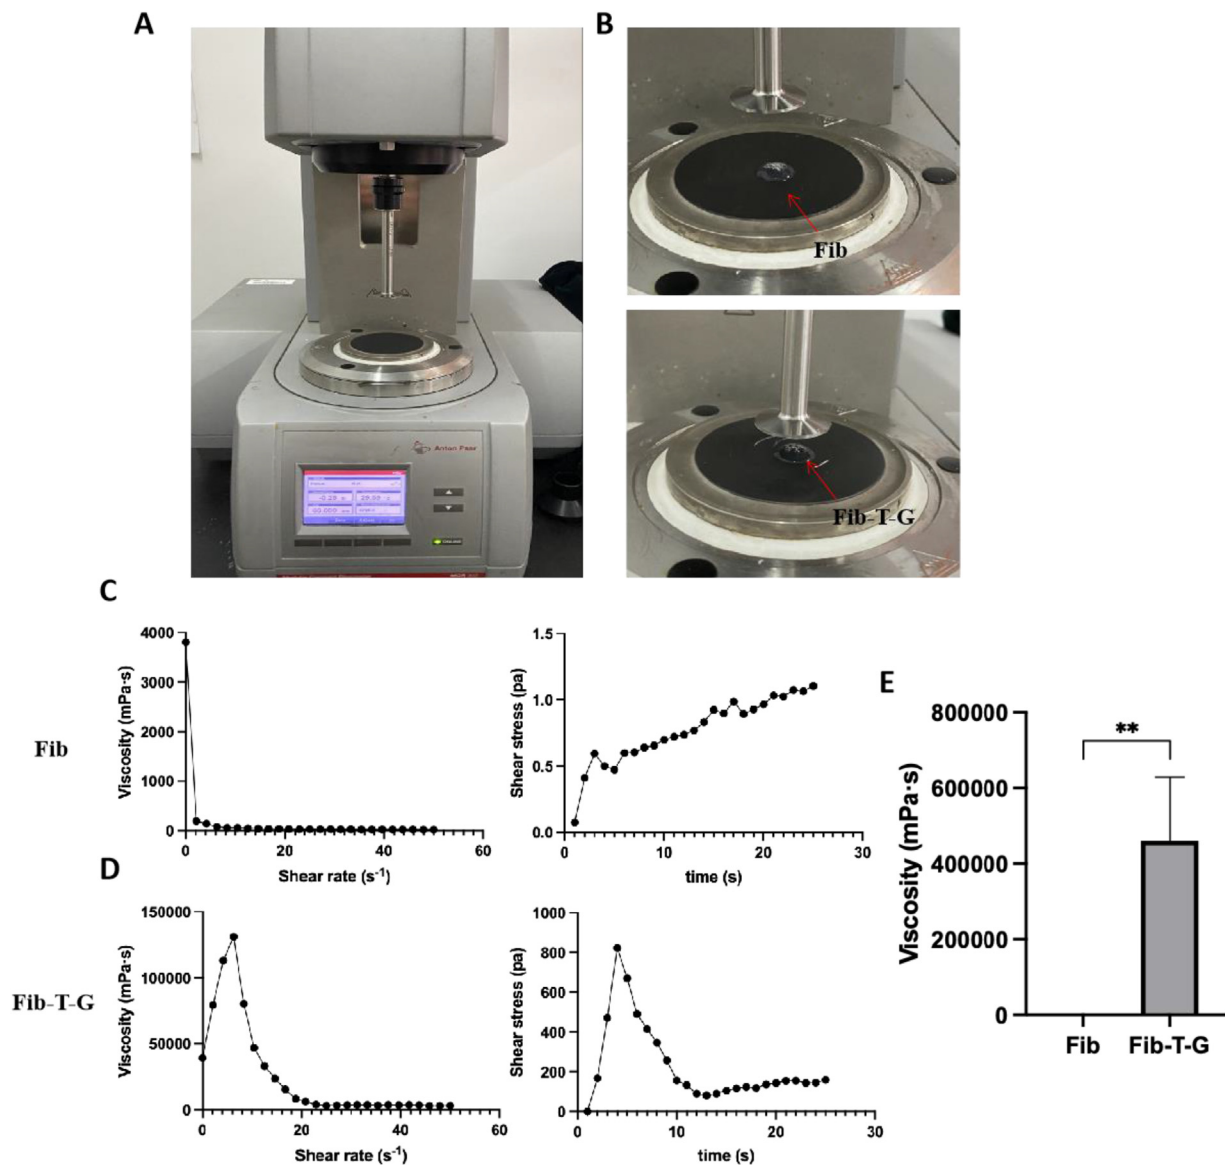 A
B
Anton Paar
Fib
Fib-T-G
C
Fib
Viscosity (mPa·s)
4000
3000
2000
1000
0
0 20 40 60
Shear rate (s-1)
Shear stress (pa)
1.5
1.0
0.5
0.0
0 10 20 30
time (s)
D
Fib-T-G
Viscosity (mPa·s)
150000
100000
50000
0
0 20 40 60
Shear rate (s-1)
Shear stress (pa)
1000
800
600
400
200
0
0 10 20 30
time (s)
E
Viscosity (mPa·s)
800000
600000
400000
200000
0
**
Fib Fib-T-G